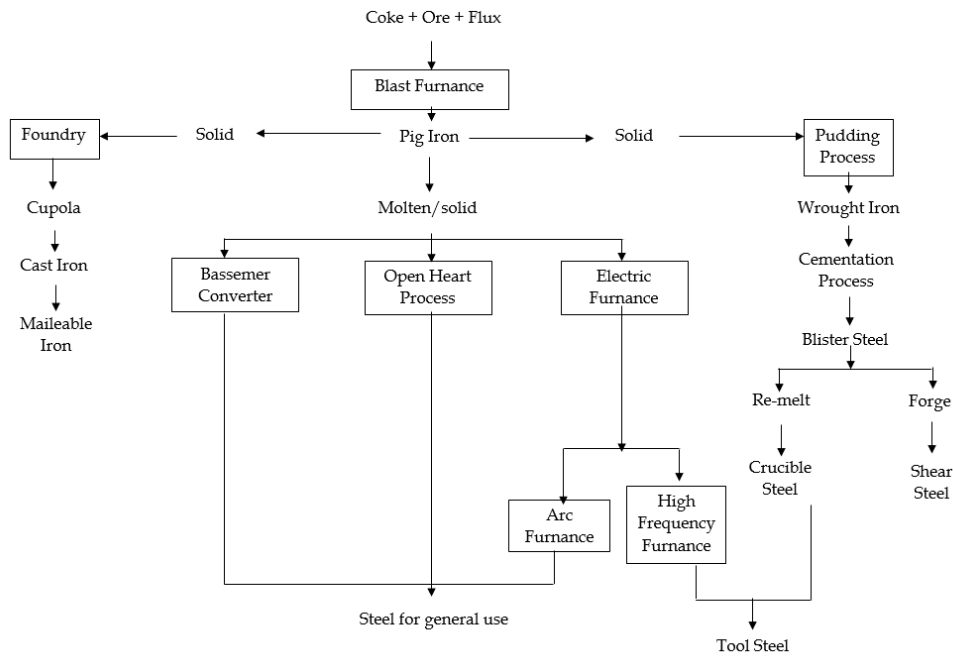 Coke + Ore + Flux
Blast Furnance
Foundry
Solid
Pig Iron
Solid
Pudding
Process
Cupola
Molten/solid
Wrought Iron
Cast Iron
Bassemer
Converter
Open Heart
Process
Electric
Furnance
Cementation
Process
Maileable
Iron
Blister Steel
Re-melt
Forge
Crucible
Steel
Shear
Steel
Arc
Furnance
High
Frequency
Furnance
Steel for general use
Tool Steel